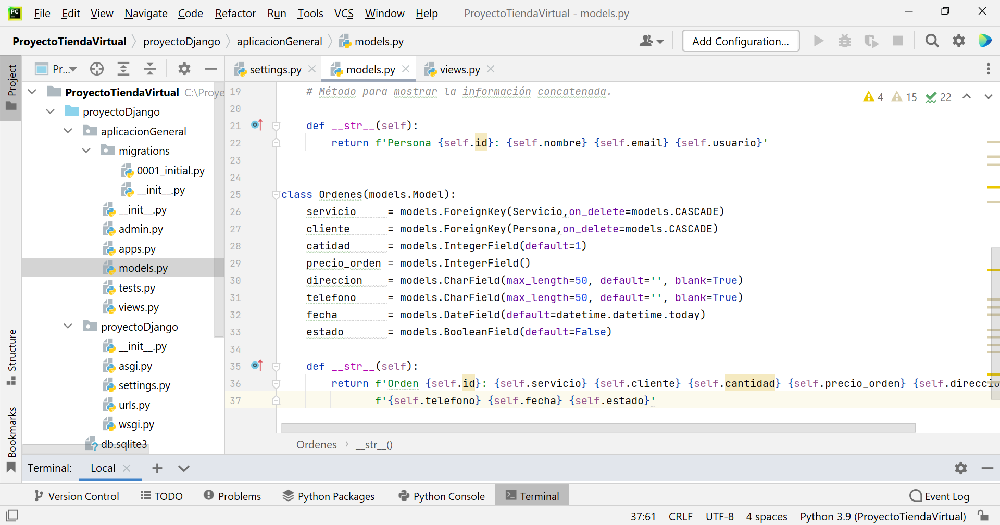 PC File Edit View Navigate Code Refactor Run Tools VCS Window Help ProyectoTiendaVirtual - models.py
ProyectoTiendaVirtual proyectoDjango aplicacionGeneral models.py Add Configuration...
Project
Pr...
settings.py models.py views.py
ProyectoTiendaVirtual C:\Proye
proyectoDjango
aplicacionGeneral
migrations
0001_initial.py
__init__.py
__init__.py
admin.py
apps.py
models.py
tests.py
views.py
proyectoDjango
__init__.py
asgi.py
settings.py
urls.py
wsgi.py
db.sqlite3
4 15 22
19 # Método para mostrar la información concatenada.
20
21 def __str__(self):
22 return f'Persona {self.id}: {self.nombre} {self.email} {self.usuario}'
23
24
25 class Ordenes(models.Model):
26 servicio = models.ForeignKey(Servicio,on_delete=models.CASCADE)
27 cliente = models.ForeignKey(Persona,on_delete=models.CASCADE)
28 catidad = models.IntegerField(default=1)
29 precio_orden = models.IntegerField()
30 direccion = models.CharField(max_length=50, default='', blank=True)
31 telefono = models.CharField(max_length=50, default='', blank=True)
32 fecha = models.DateField(default=datetime.datetime.today)
33 estado = models.BooleanField(default=False)
34
35 def __str__(self):
36 return f'Orden {self.id}: {self.servicio} {self.cliente} {self.cantidad} {self.precio_orden} {self.direccio
37 f'{self.telefono} {self.fecha} {self.estado}'
Ordenes __str__()
Structure
Bookmarks
Terminal: Local
Version Control TODO Problems Python Packages Python Console Terminal Event Log
37:61 CRLF UTF-8 4 spaces Python 3.9 (ProyectoTiendaVirtual)